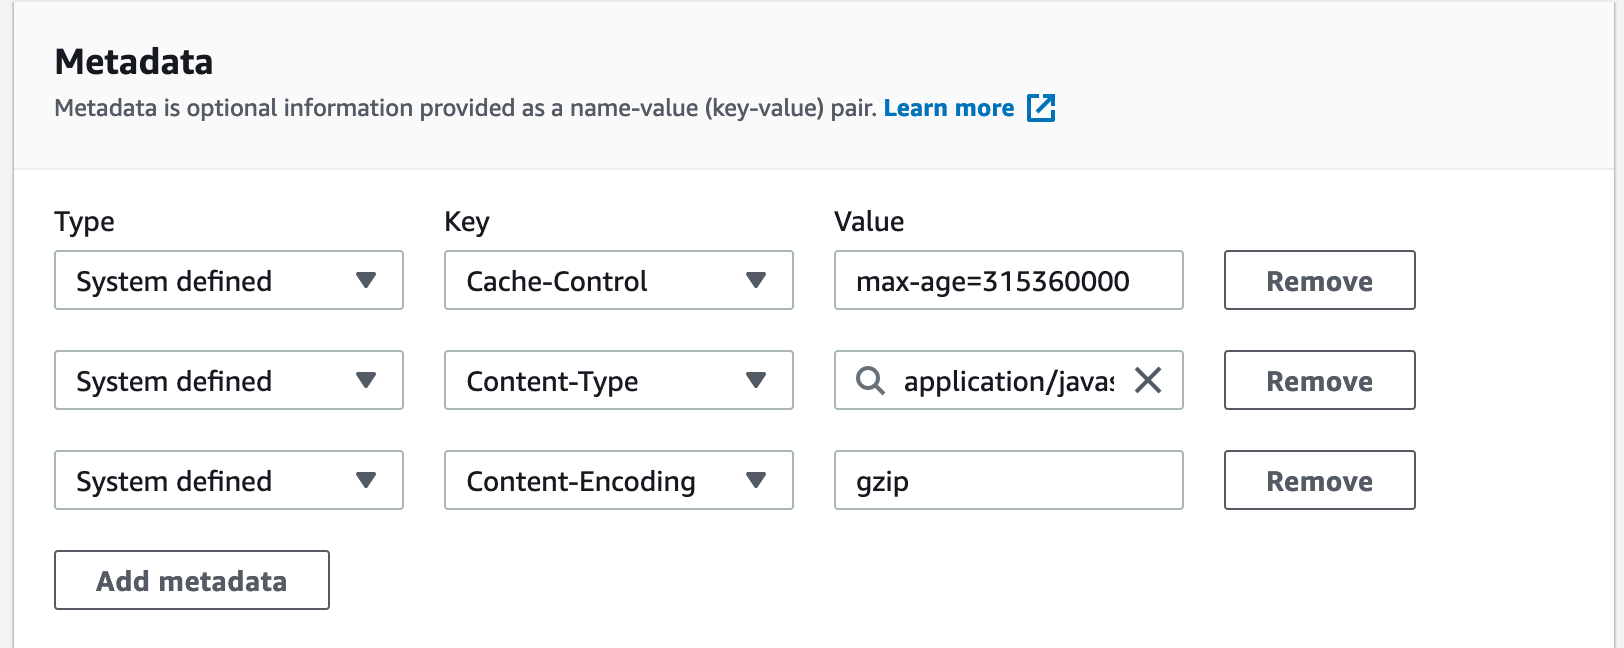 Metadata
Metadata is optional information provided as a name-value (key-value) pair. Learn more
Type Key Value
System defined Cache-Control max-age=315360000 Remove
System defined Content-Type application/javas Remove
System defined Content-Encoding gzip Remove
Add metadata